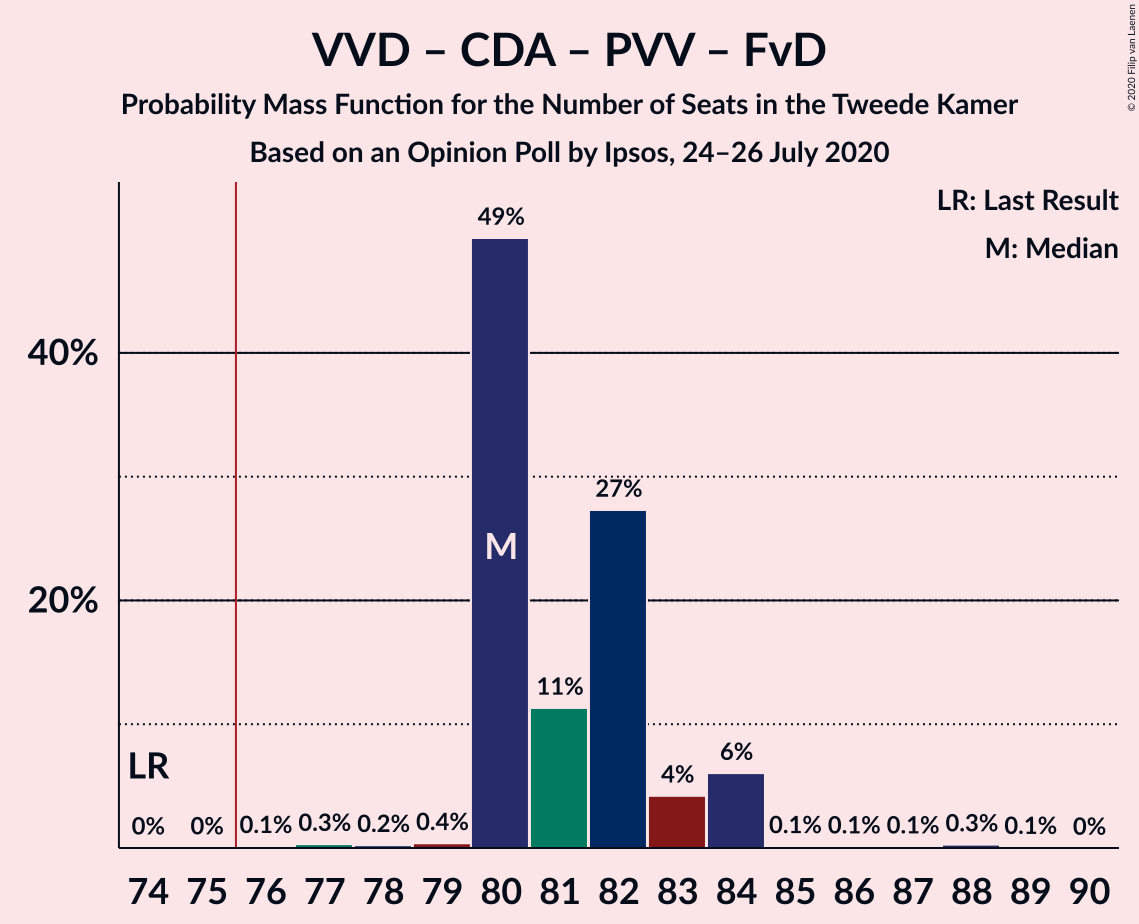 VVD – CDA – PVV – FvD
Probability Mass Function for the Number of Seats in the Tweede Kamer
Based on an Opinion Poll by Ipsos, 24–26 July 2020
© 2020 Filip van Laenen
LR: Last Result
M: Median
49%
40%
27%
M
20%
11%
6%
4%
LR
0% 0% 0.1% 0.3% 0.2% 0.4% 0.1% 0.1% 0.1% 0.3% 0.1% 0%
74 75 76 77 78 79 80 81 82 83 84 85 86 87 88 89 90